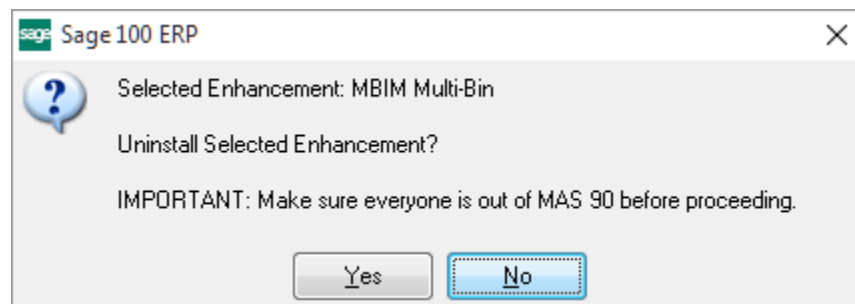 sage Sage 100 ERP
Selected Enhancement: MBIM Multi-Bin
Uninstall Selected Enhancement?
IMPORTANT: Make sure everyone is out of MAS 90 before proceeding.
Yes No